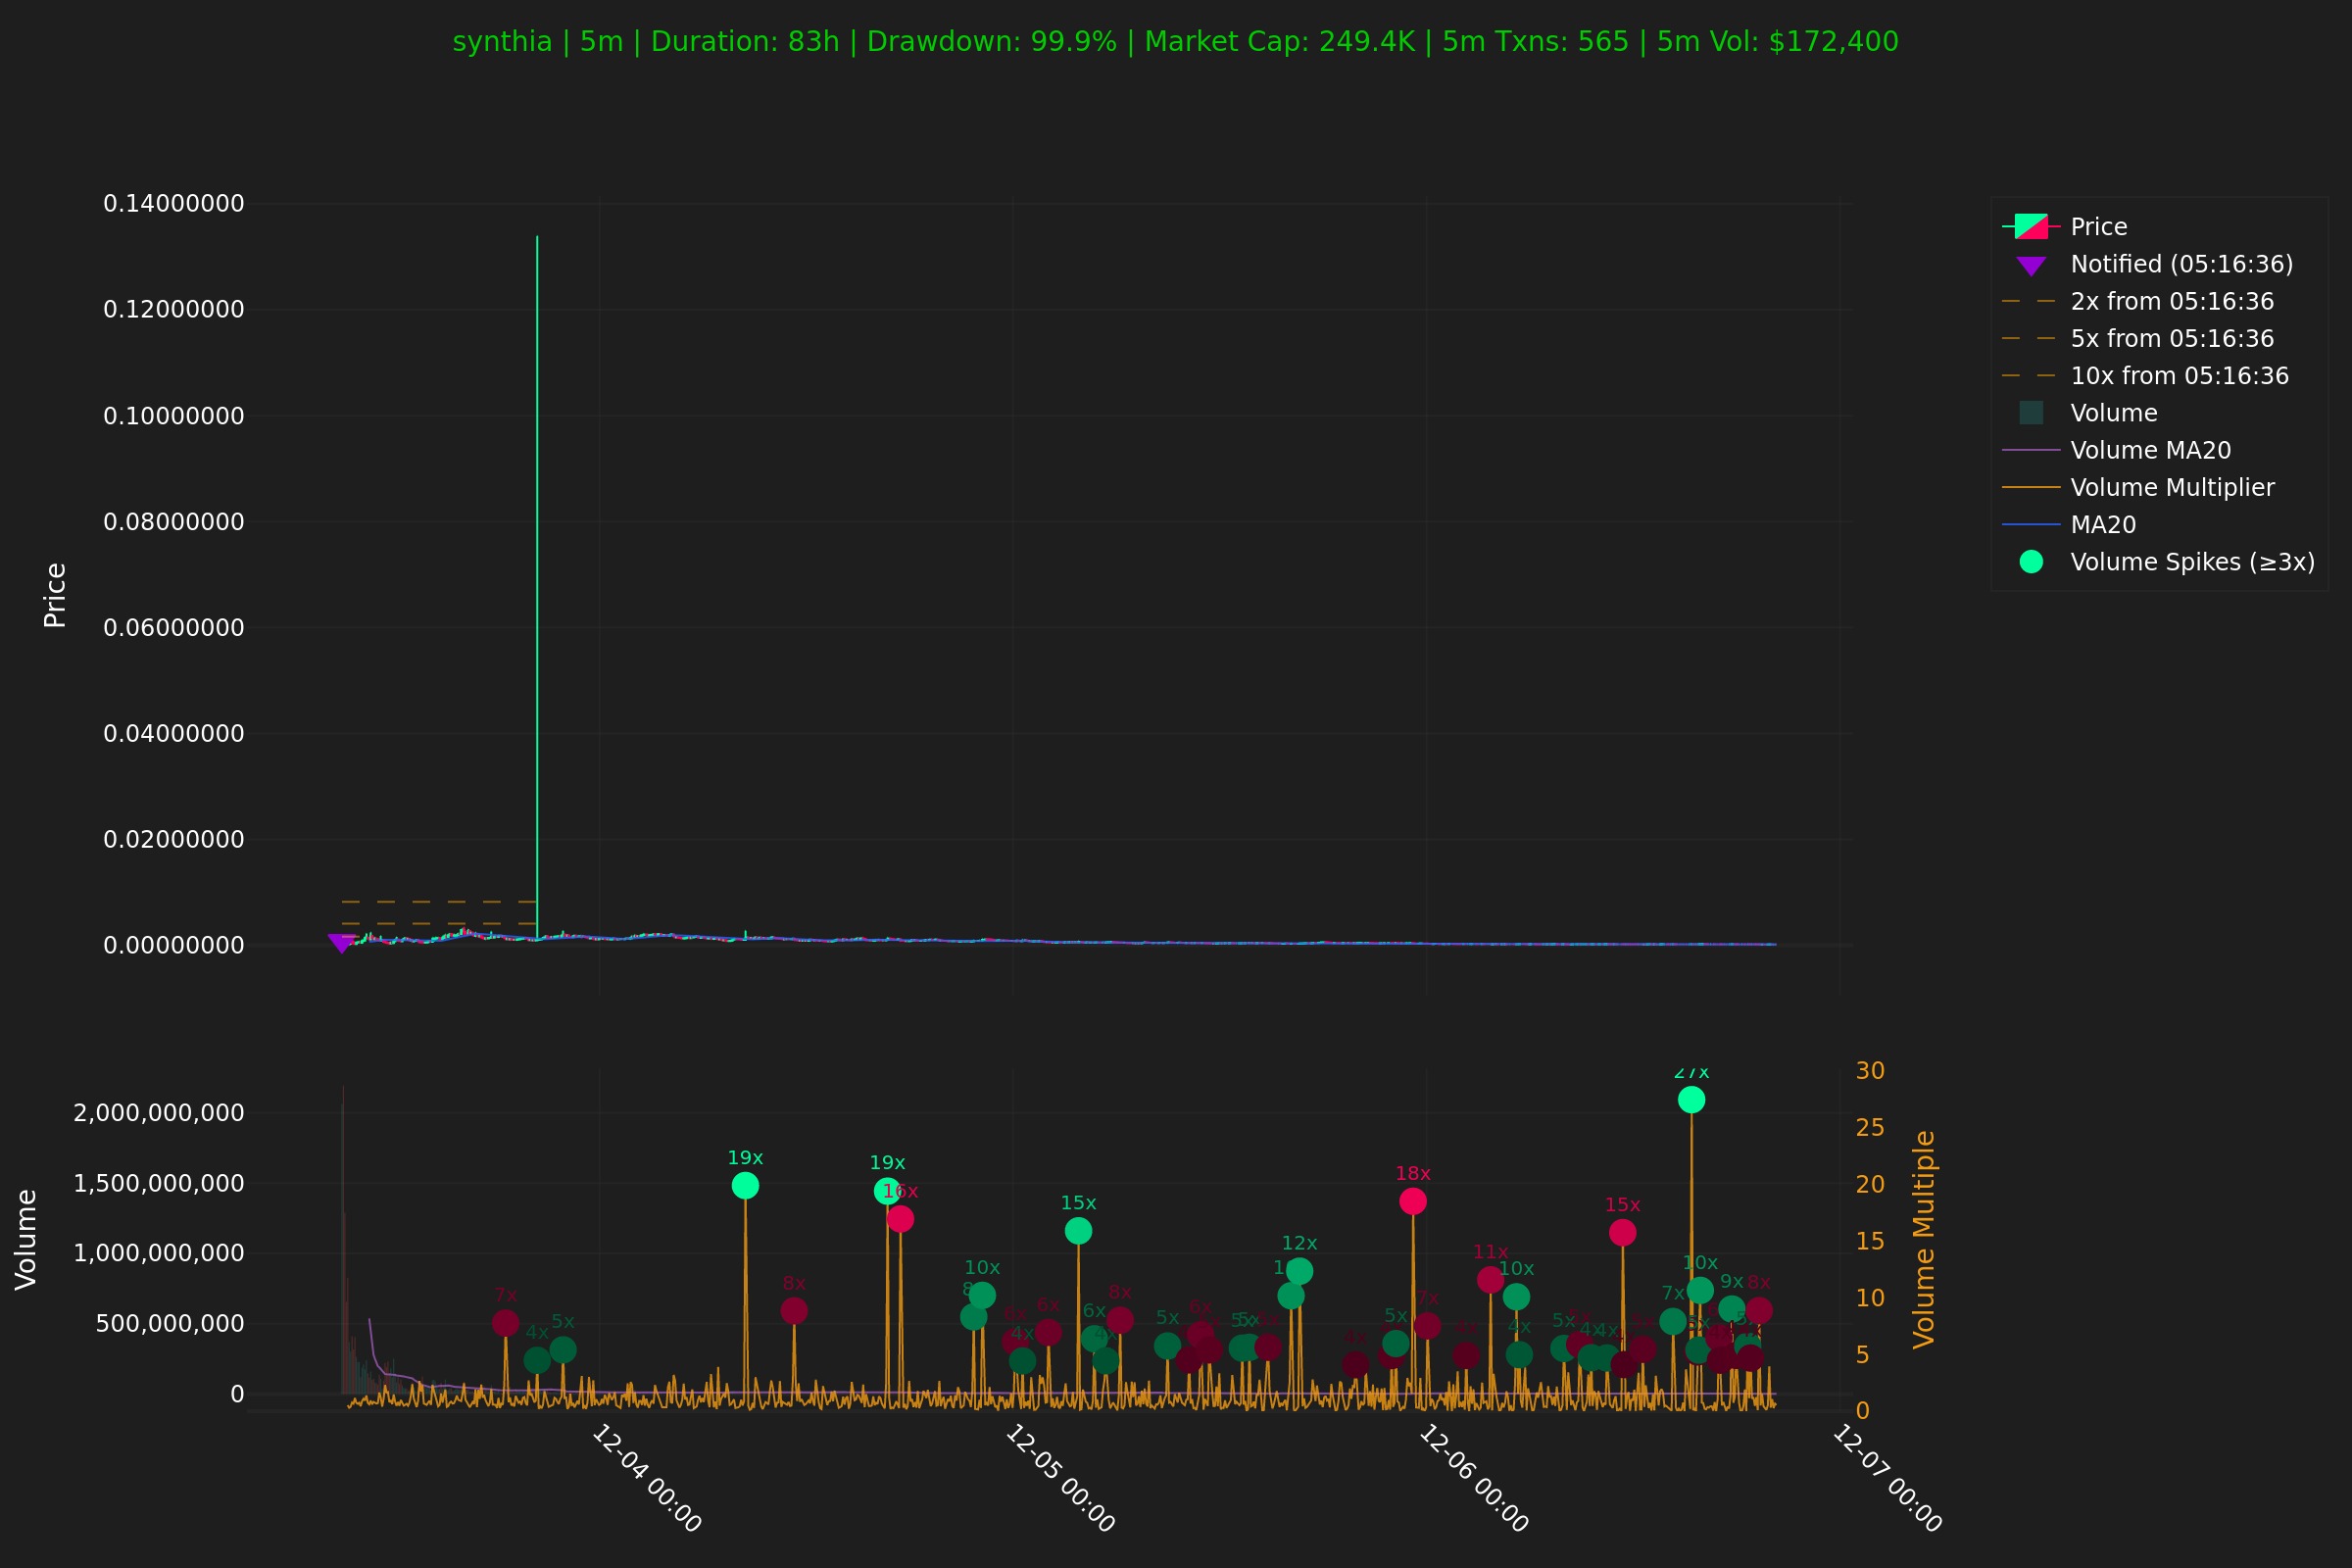 synthia | 5m | Duration: 83h | Drawdown: 99.9% | Market Cap: 249.4K | 5m Txns: 565 | 5m Vol: $172,400
Price
0.14000000
0.12000000
0.10000000
0.08000000
0.06000000
0.04000000
0.02000000
0.00000000
Price
Notified (05:16:36)
2x from 05:16:36
5x from 05:16:36
10x from 05:16:36
Volume
Volume MA20
Volume Multiplier
MA20
Volume Spikes (≥3x)
Volume
2,000,000,000
1,500,000,000
1,000,000,000
500,000,000
0
7x
4x
5x
19x
8x
19x
16x
10x
4x
6x
15x
6x
8x
5x
6x
5x
12x
4x
5x
18x
7x
4x
11x
10x
4x
5x
15x
7x
27x
10x
9x
8x
30
25
20
15
10
5
0
Volume Multiple
12-04 00:00
12-05 00:00
12-06 00:00
12-07 00:00